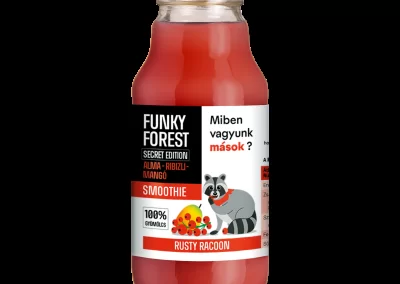 FUNKY
FOREST
SECRET EDITION
ALMA - RIBIZLI -
MANGÓ
SMOOTHIE
100%
GYÜMÖLCS
Miben
vagyunk
mások ?
RUSTY RACOON